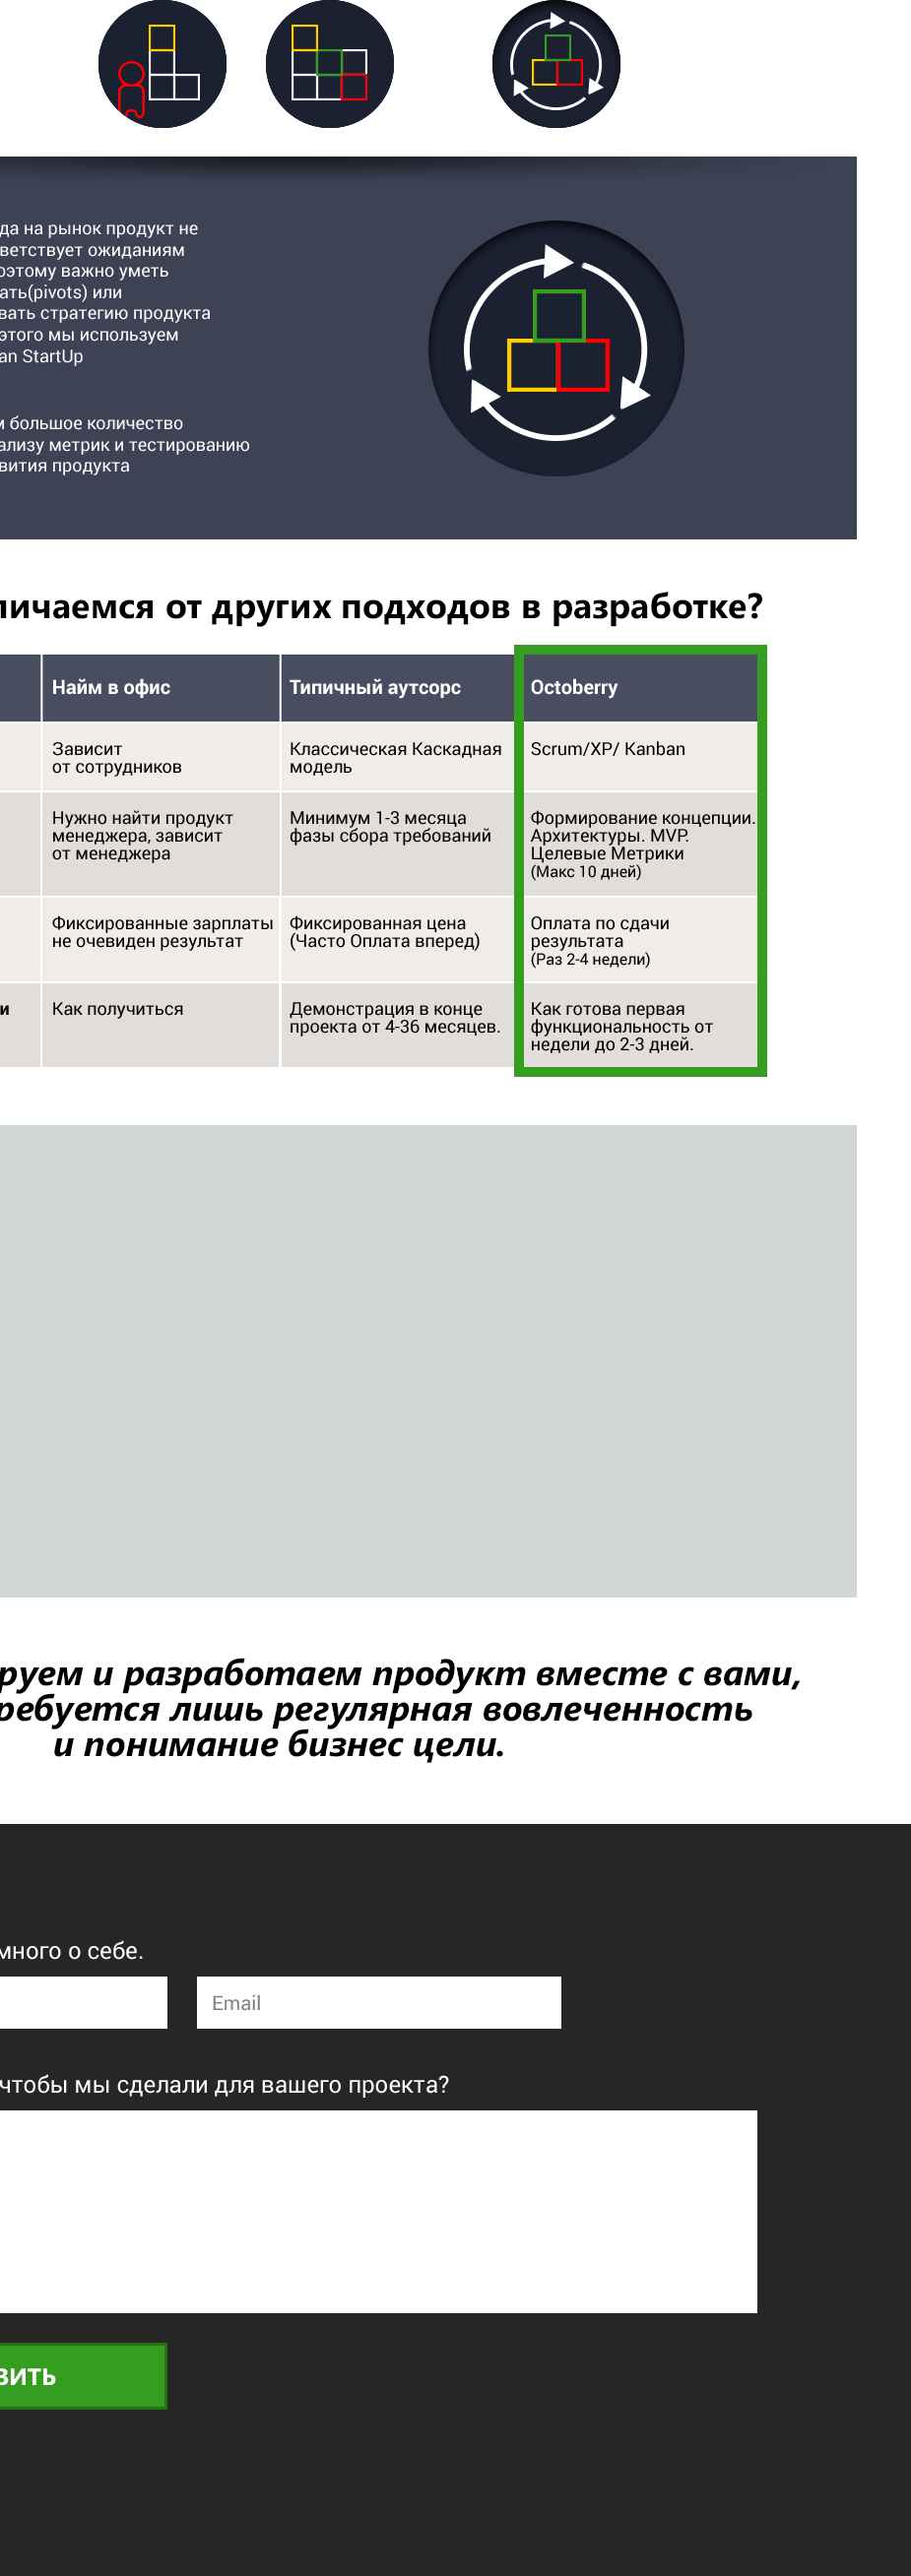 да на рынок продукт не
ветствует ожиданиям
оэтому важно уметь
ать(pivots) или
вать стратегию продукта
этого мы используем
an StartUp
и большое количество
ализу метрик и тестированию
вития продукта
личаемся от других подходов в разработке?
Найм в офис
Типичный аутсорс
Octoberry
Зависит
от сотрудников
Классическая Каскадная
модель
Scrum/XP/ Kanban
Нужно найти продукт
менеджера, зависит
от менеджера
Минимум 1-3 месяца
фазы сбора требований
Формирование концепции.
Архитектуры. MVP.
Целевые Метрики
(Макс 10 дней)
Фиксированные зарплаты
не очевиден результат
Фиксированная цена
(Часто Оплата вперед)
Оплата по сдачи
результата
(Раз 2-4 недели)
и
Как получиться
Демонстрация в конце
проекта от 4-36 месяцев.
Как готова первая
функциональность от
недели до 2-3 дней.
руем и разработаем продукт вместе с вами,
ребуется лишь регулярная вовлеченность
и понимание бизнес цели.
много о себе.
Email
чтобы мы сделали для вашего проекта?
ВИТЬ